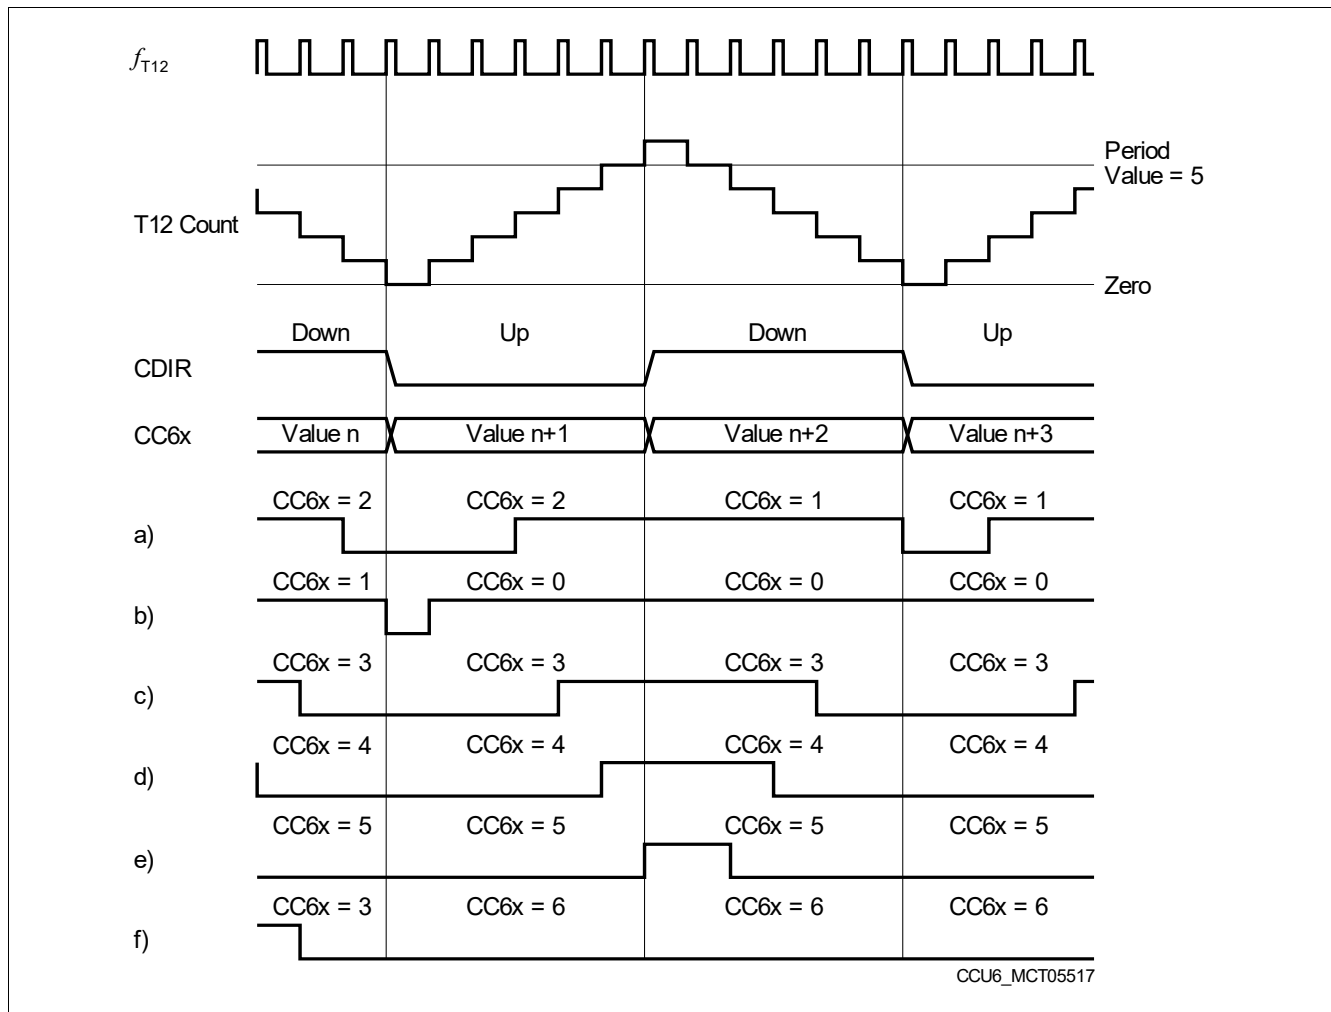 fT12
Period
Value = 5
T12 Count
Zero
Down Up Down Up
CDIR
CC6x Value n Value n+1 Value n+2 Value n+3
CC6x = 2 CC6x = 2 CC6x = 1 CC6x = 1
a)
CC6x = 1 CC6x = 0 CC6x = 0 CC6x = 0
b)
CC6x = 3 CC6x = 3 CC6x = 3 CC6x = 3
c)
CC6x = 4 CC6x = 4 CC6x = 4 CC6x = 4
d)
CC6x = 5 CC6x = 5 CC6x = 5 CC6x = 5
e)
CC6x = 3 CC6x = 6 CC6x = 6 CC6x = 6
f)
CCU6_MCT05517